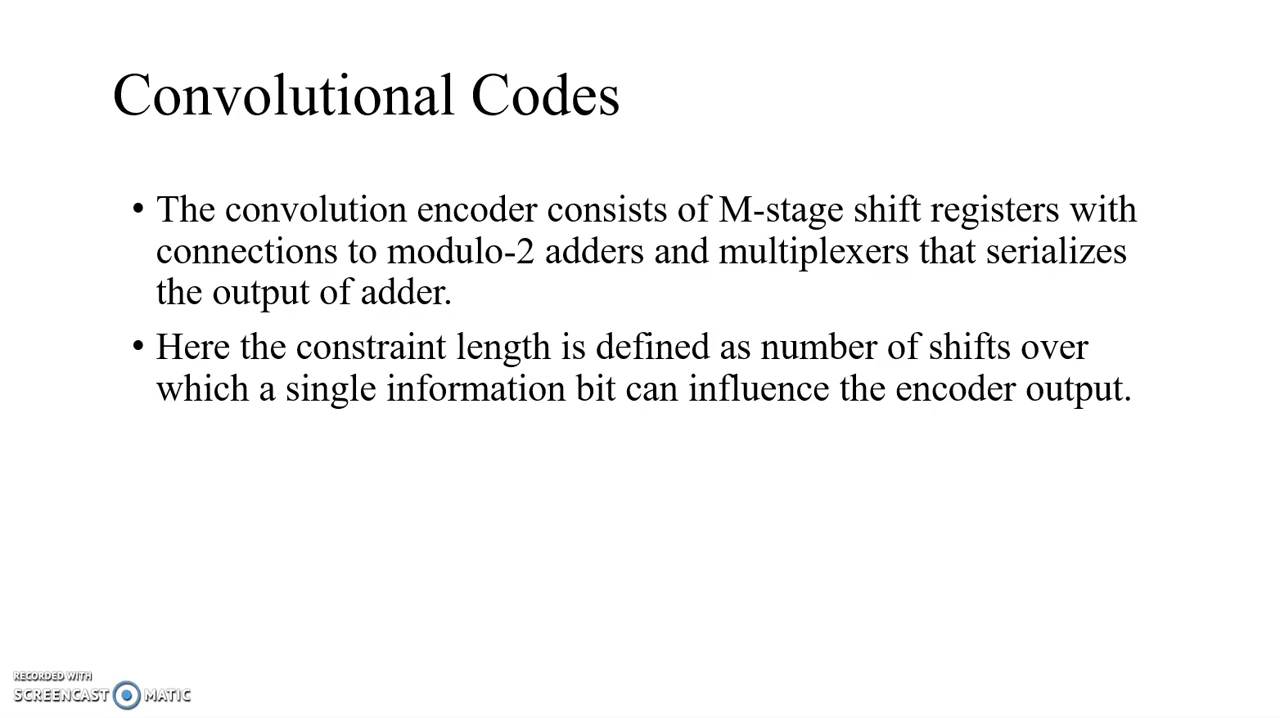 Convolutional Codes
• The convolution encoder consists of M-stage shift registers with
connections to modulo-2 adders and multiplexers that serializes
the output of adder.
• Here the constraint length is defined as number of shifts over
which a single information bit can influence the encoder output.
RECORDED WITH
SCREENCAST MATIC